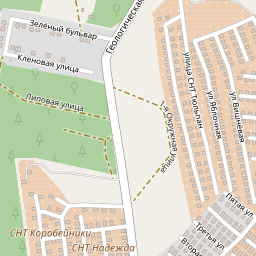 Зелёный бульвар
Геологическая
Кленовая улица
Липовая улица
1-я Окружная улица
улица СНТ Тюльпан
ул Яблочная
ул Вишнёвая
Пятая ул
Третья ул
Вторая
СНТ Коробейники
СНТ Надежда